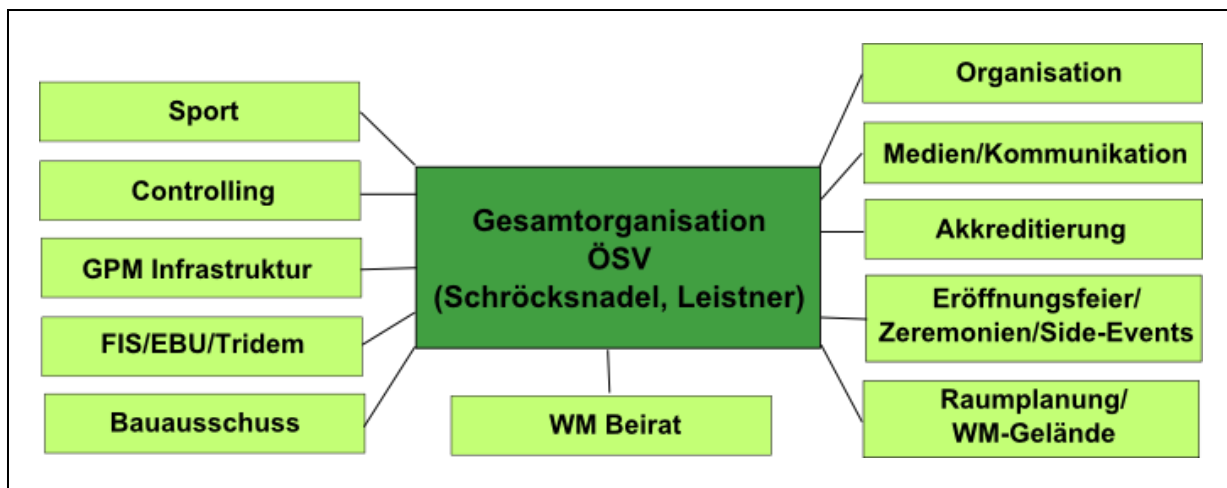 Sport
Controlling
GPM Infrastruktur
FIS/EBU/Tridem
Bauausschuss
Gesamtorganisation
ÖSV
(Schröcksnadel, Leistner)
WM Beirat
Organisation
Medien/Kommunikation
Akkreditierung
Eröffnungsfeier/
Zeremonien/Side-Events
Raumplanung/
WM-Gelände